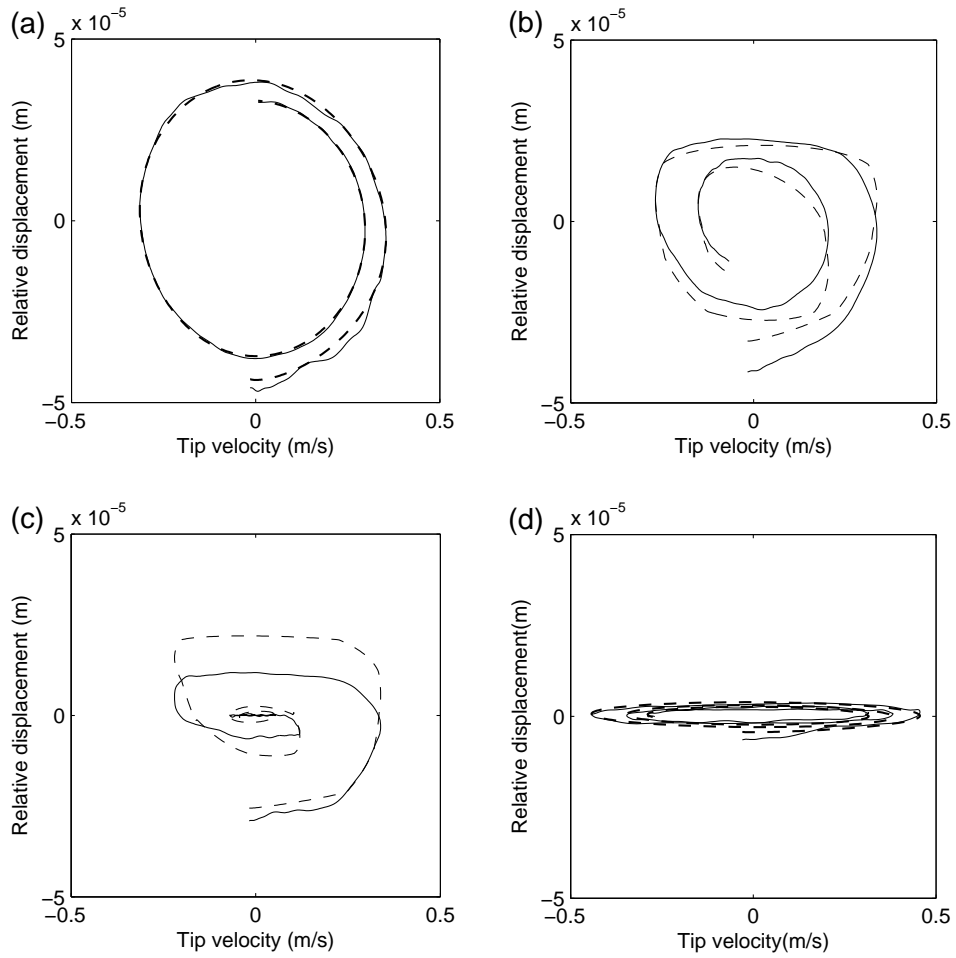 (a)
x 10⁻⁵
5
Relative displacement (m)
0
−5
−0.5
0
0.5
Tip velocity (m/s)
(b)
x 10⁻⁵
5
Relative displacement (m)
0
−5
−0.5
0
0.5
Tip velocity (m/s)
(c)
x 10⁻⁵
5
Relative displacement (m)
0
−5
−0.5
0
0.5
Tip velocity (m/s)
(d)
x 10⁻⁵
5
Relative displacement(m)
0
−5
−0.5
0
0.5
Tip velocity(m/s)